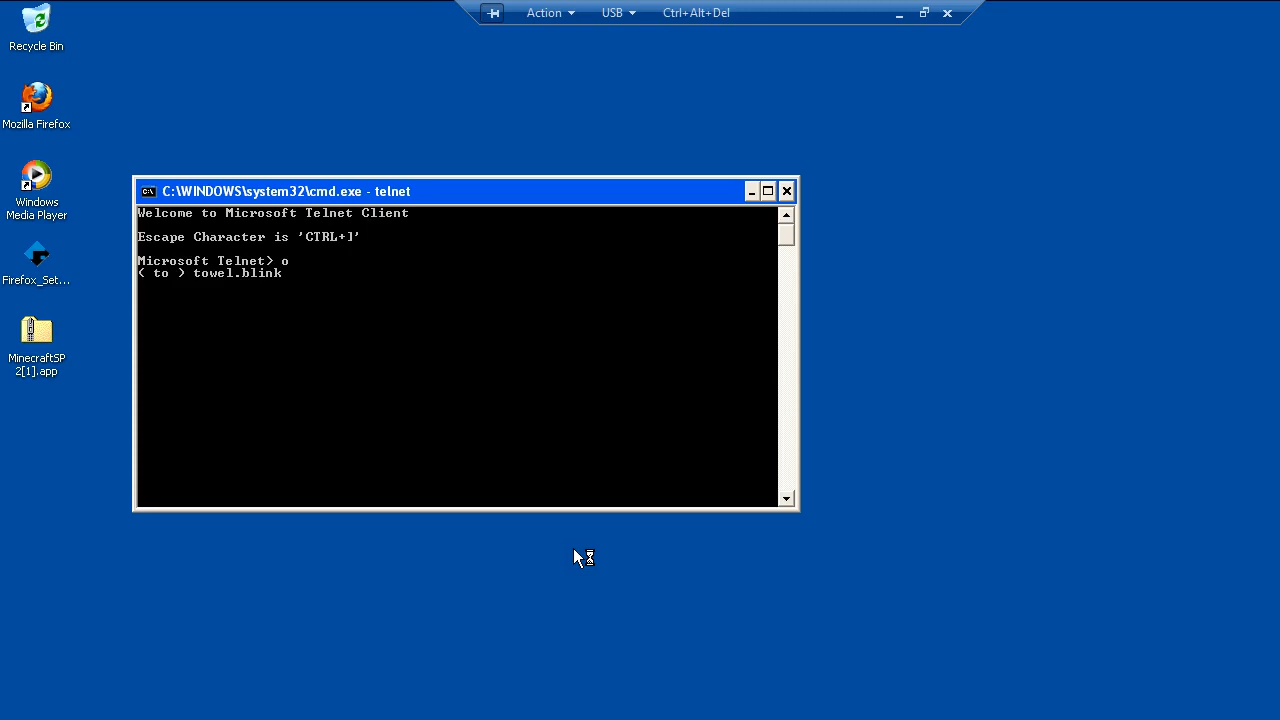 Action
USB
Ctrl+Alt+Del
Recycle Bin
Mozilla Firefox
Windows
Media Player
Firefox_Set...
MinecraftSP
2[1].app
C:\WINDOWS\system32\cmd.exe - telnet
Welcome to Microsoft Telnet Client
Escape Character is 'CTRL+]'
Microsoft Telnet> o
( to ) towel.blink